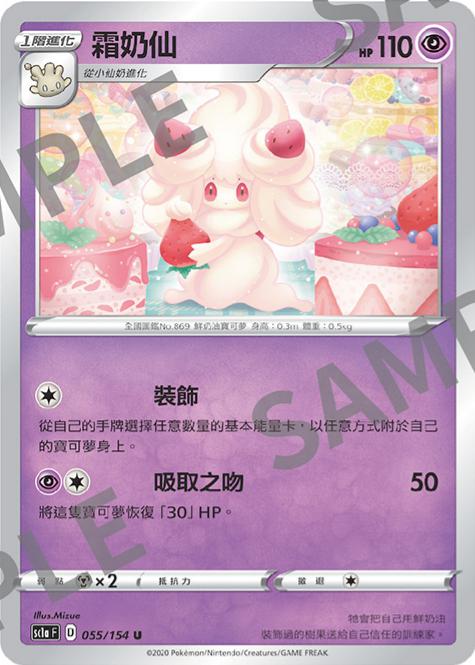 1階進化 霜奶仙 HP 110
從小仙奶進化
全國圖鑑No.869 鮮奶油寶可夢 身高：0.3m 體重：0.5kg
裝飾
從自己的手牌選擇任意數量的基本能量卡，以任意方式附於自己
的寶可夢身上。
吸取之吻 50
將這隻寶可夢恢復「30」HP。
弱點 ×2 抵抗力 撤退
Illus.Mizue
sc1a F D 055/154 U
牠會把自己用鮮奶油
裝飾過的樹果送給自己信任的訓練家。
©2020 Pokémon/Nintendo/Creatures/GAME FREAK
SAMPLE
SAMPLE